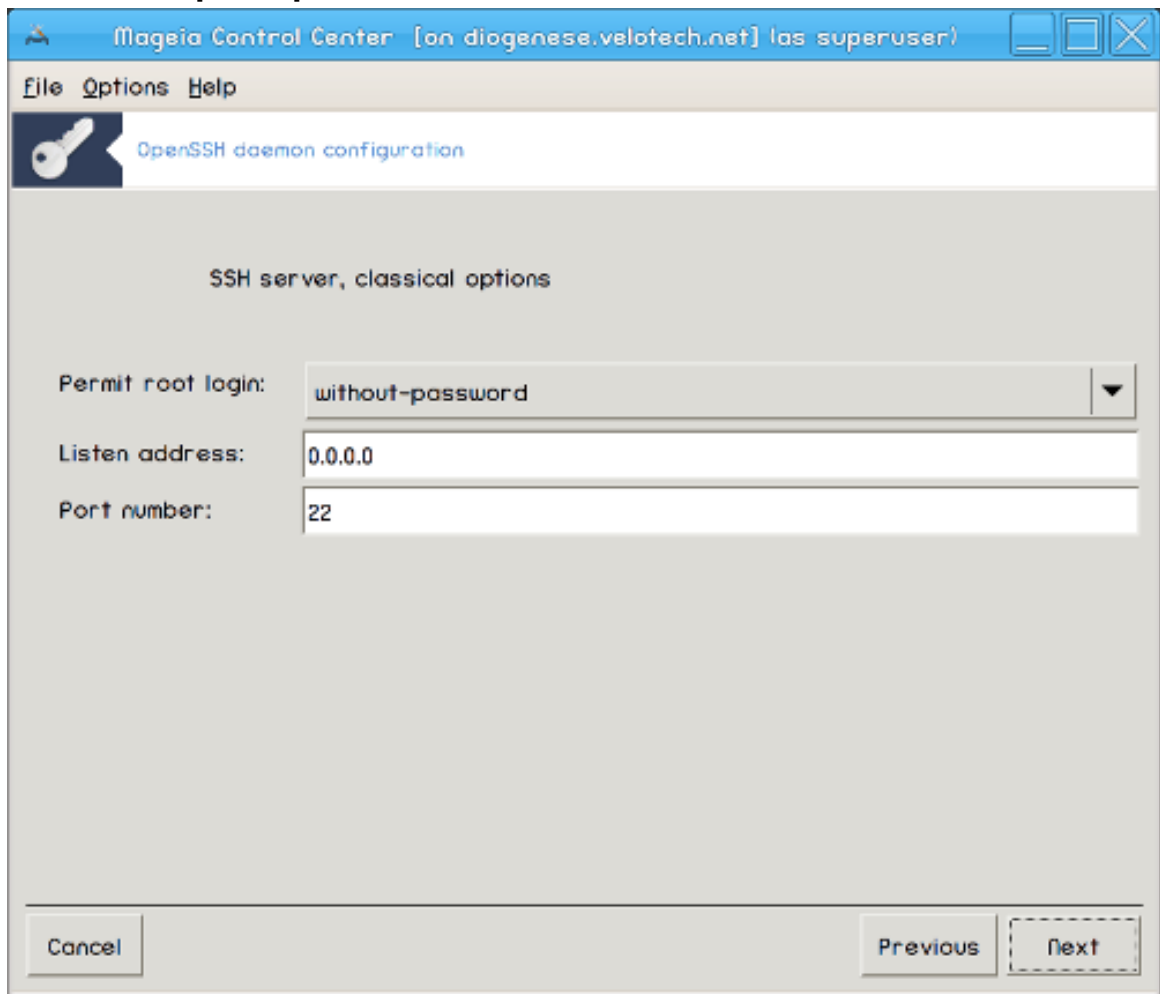 Mageia Control Center [on diogenese.velotech.net] (as superuser)
File Options Help
OpenSSH daemon configuration
SSH server, classical options
Permit root login: without-password
Listen address: 0.0.0.0
Port number: 22
Cancel Previous Next